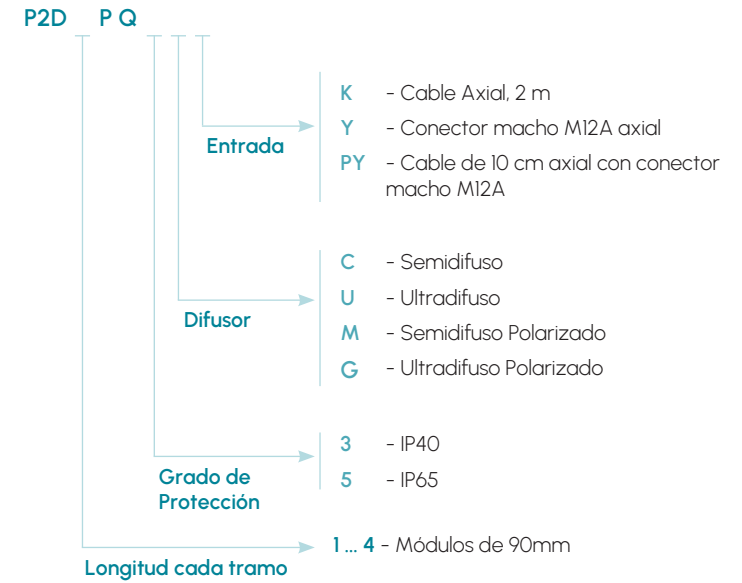 P2D _ P Q _ _ _
Entrada
K - Cable Axial, 2 m
Y - Conector macho M12A axial
PY - Cable de 10 cm axial con conector
macho M12A
Difusor
C - Semidifuso
U - Ultradifuso
M - Semidifuso Polarizado
G - Ultradifuso Polarizado
Grado de
Protección
3 - IP40
5 - IP65
Longitud cada tramo
1 ... 4 - Módulos de 90mm